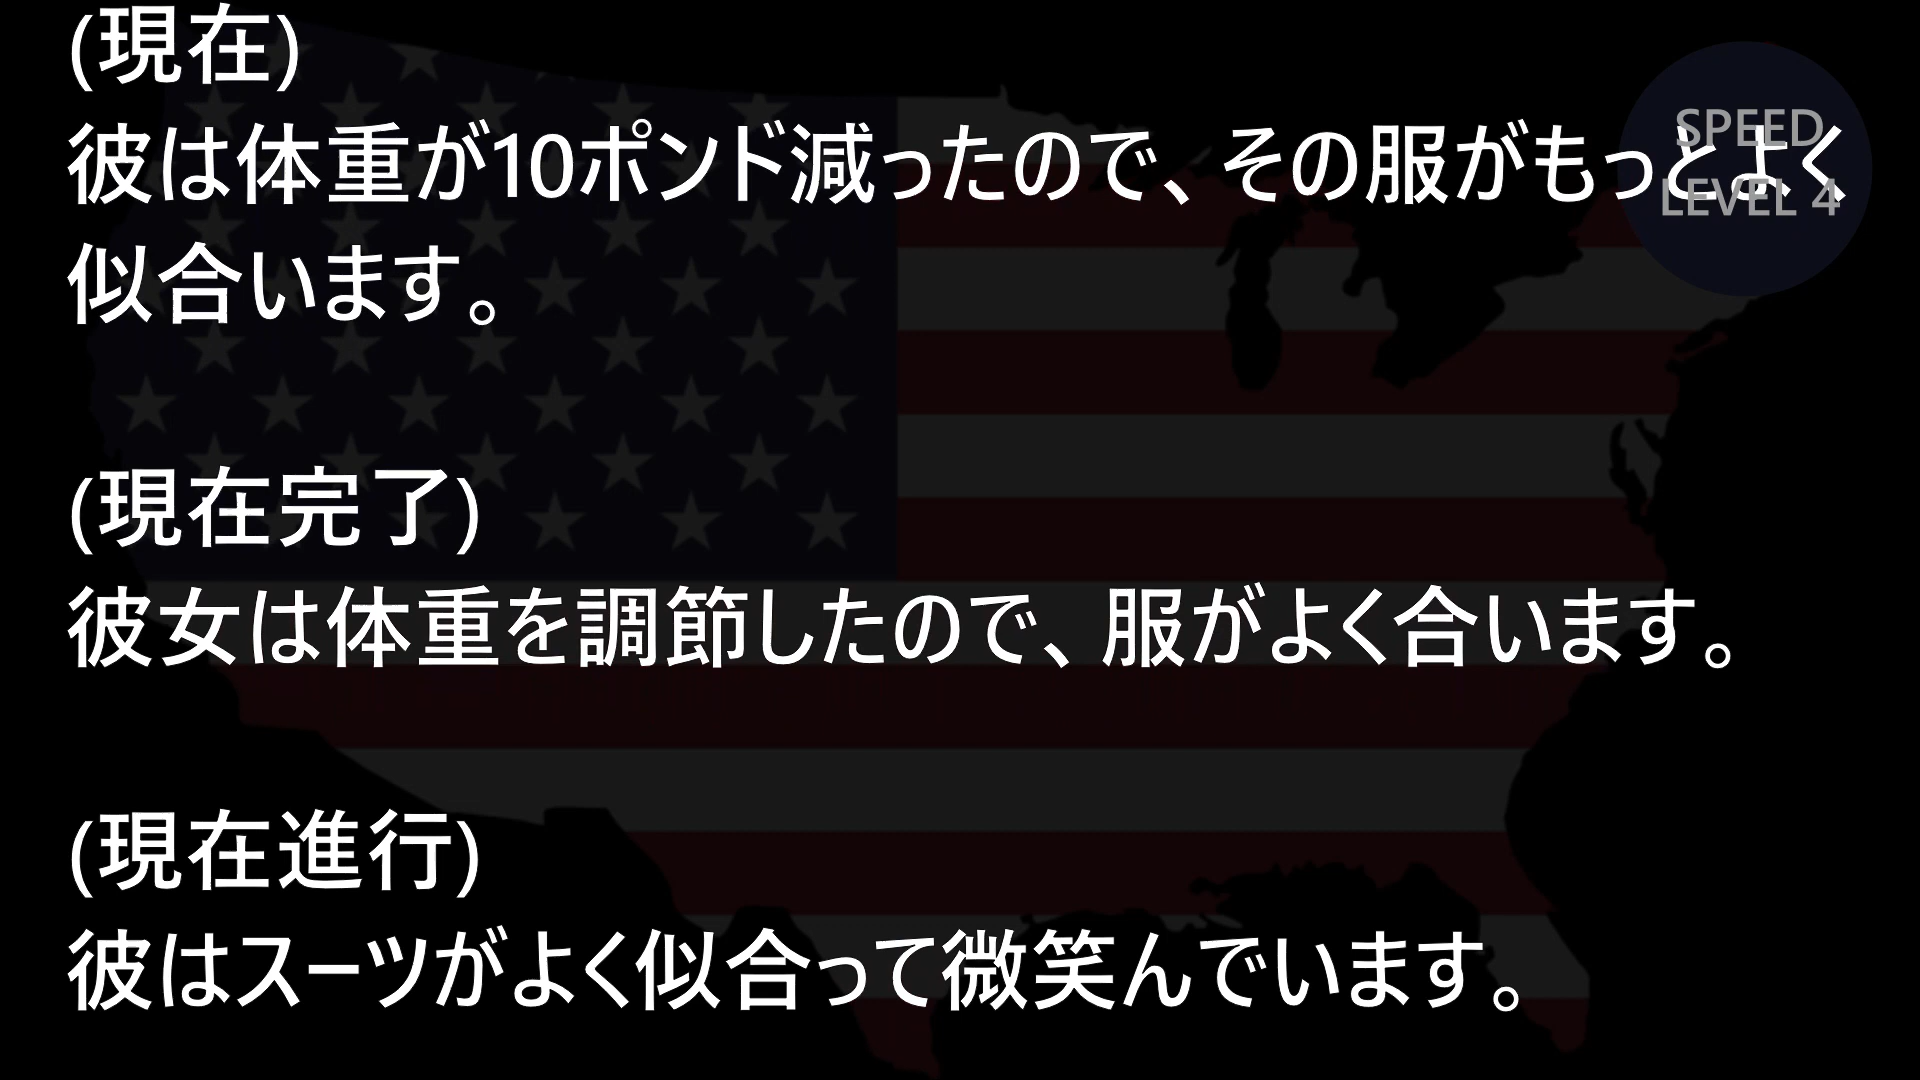 (現在)
彼は体重が10ポンド減ったので、その服がもっとよく
似合います。
(現在完了)
彼女は体重を調節したので、服がよく合います。
(現在進行)
彼はスーツがよく似合って微笑んでいます。
SPEED
LEVEL 4